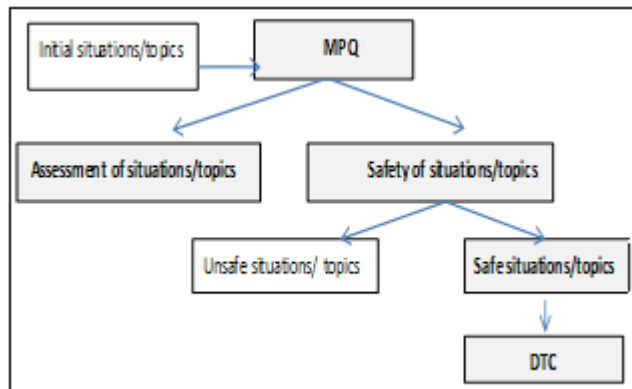 Initial situations/topics
MPQ
Assessment of situations/topics
Safety of situations/topics
Unsafe situations/ topics
Safe situations/topics
DTC